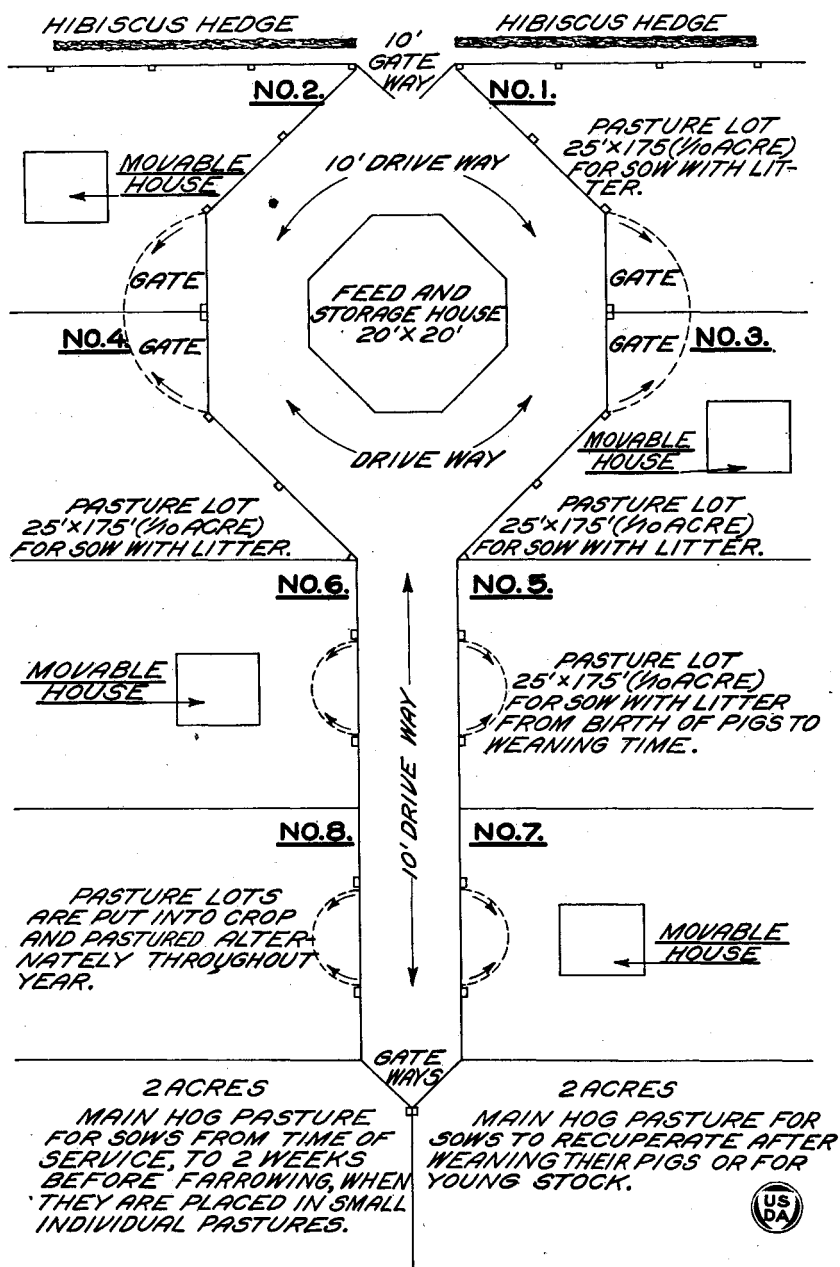 HIBISCUS HEDGE
HIBISCUS HEDGE
10'
GATE
WAY
NO.2.
NO.1.
PASTURE LOT
25'X175'(1/10 ACRE)
FOR SOW WITH LIT-
TER.
MOVABLE
HOUSE
10' DRIVE WAY
GATE
GATE
FEED AND
STORAGE HOUSE
20'X20'
NO.4.
GATE
GATE
NO.3.
MOVABLE
HOUSE
DRIVE WAY
PASTURE LOT
25'X175'(1/10 ACRE)
FOR SOW WITH LITTER.
PASTURE LOT
25'X175'(1/10 ACRE)
FOR SOW WITH LITTER.
NO.6.
NO.5.
MOVABLE
HOUSE
PASTURE LOT
25'X175'(1/10 ACRE)
FOR SOW WITH LITTER
FROM BIRTH OF PIGS TO
WEANING TIME.
10' DRIVE WAY
NO.8.
NO.7.
PASTURE LOTS
ARE PUT INTO CROP
AND PASTURED ALTER-
NATELY THROUGHOUT
YEAR.
MOVABLE
HOUSE
GATE
WAYS
2 ACRES
MAIN HOG PASTURE
FOR SOWS FROM TIME OF
SERVICE, TO 2 WEEKS
BEFORE FARROWING, WHEN
THEY ARE PLACED IN SMALL
INDIVIDUAL PASTURES.
2 ACRES
MAIN HOG PASTURE FOR
SOWS TO RECUPERATE AFTER
WEANING THEIR PIGS OR FOR
YOUNG STOCK.
US
DA